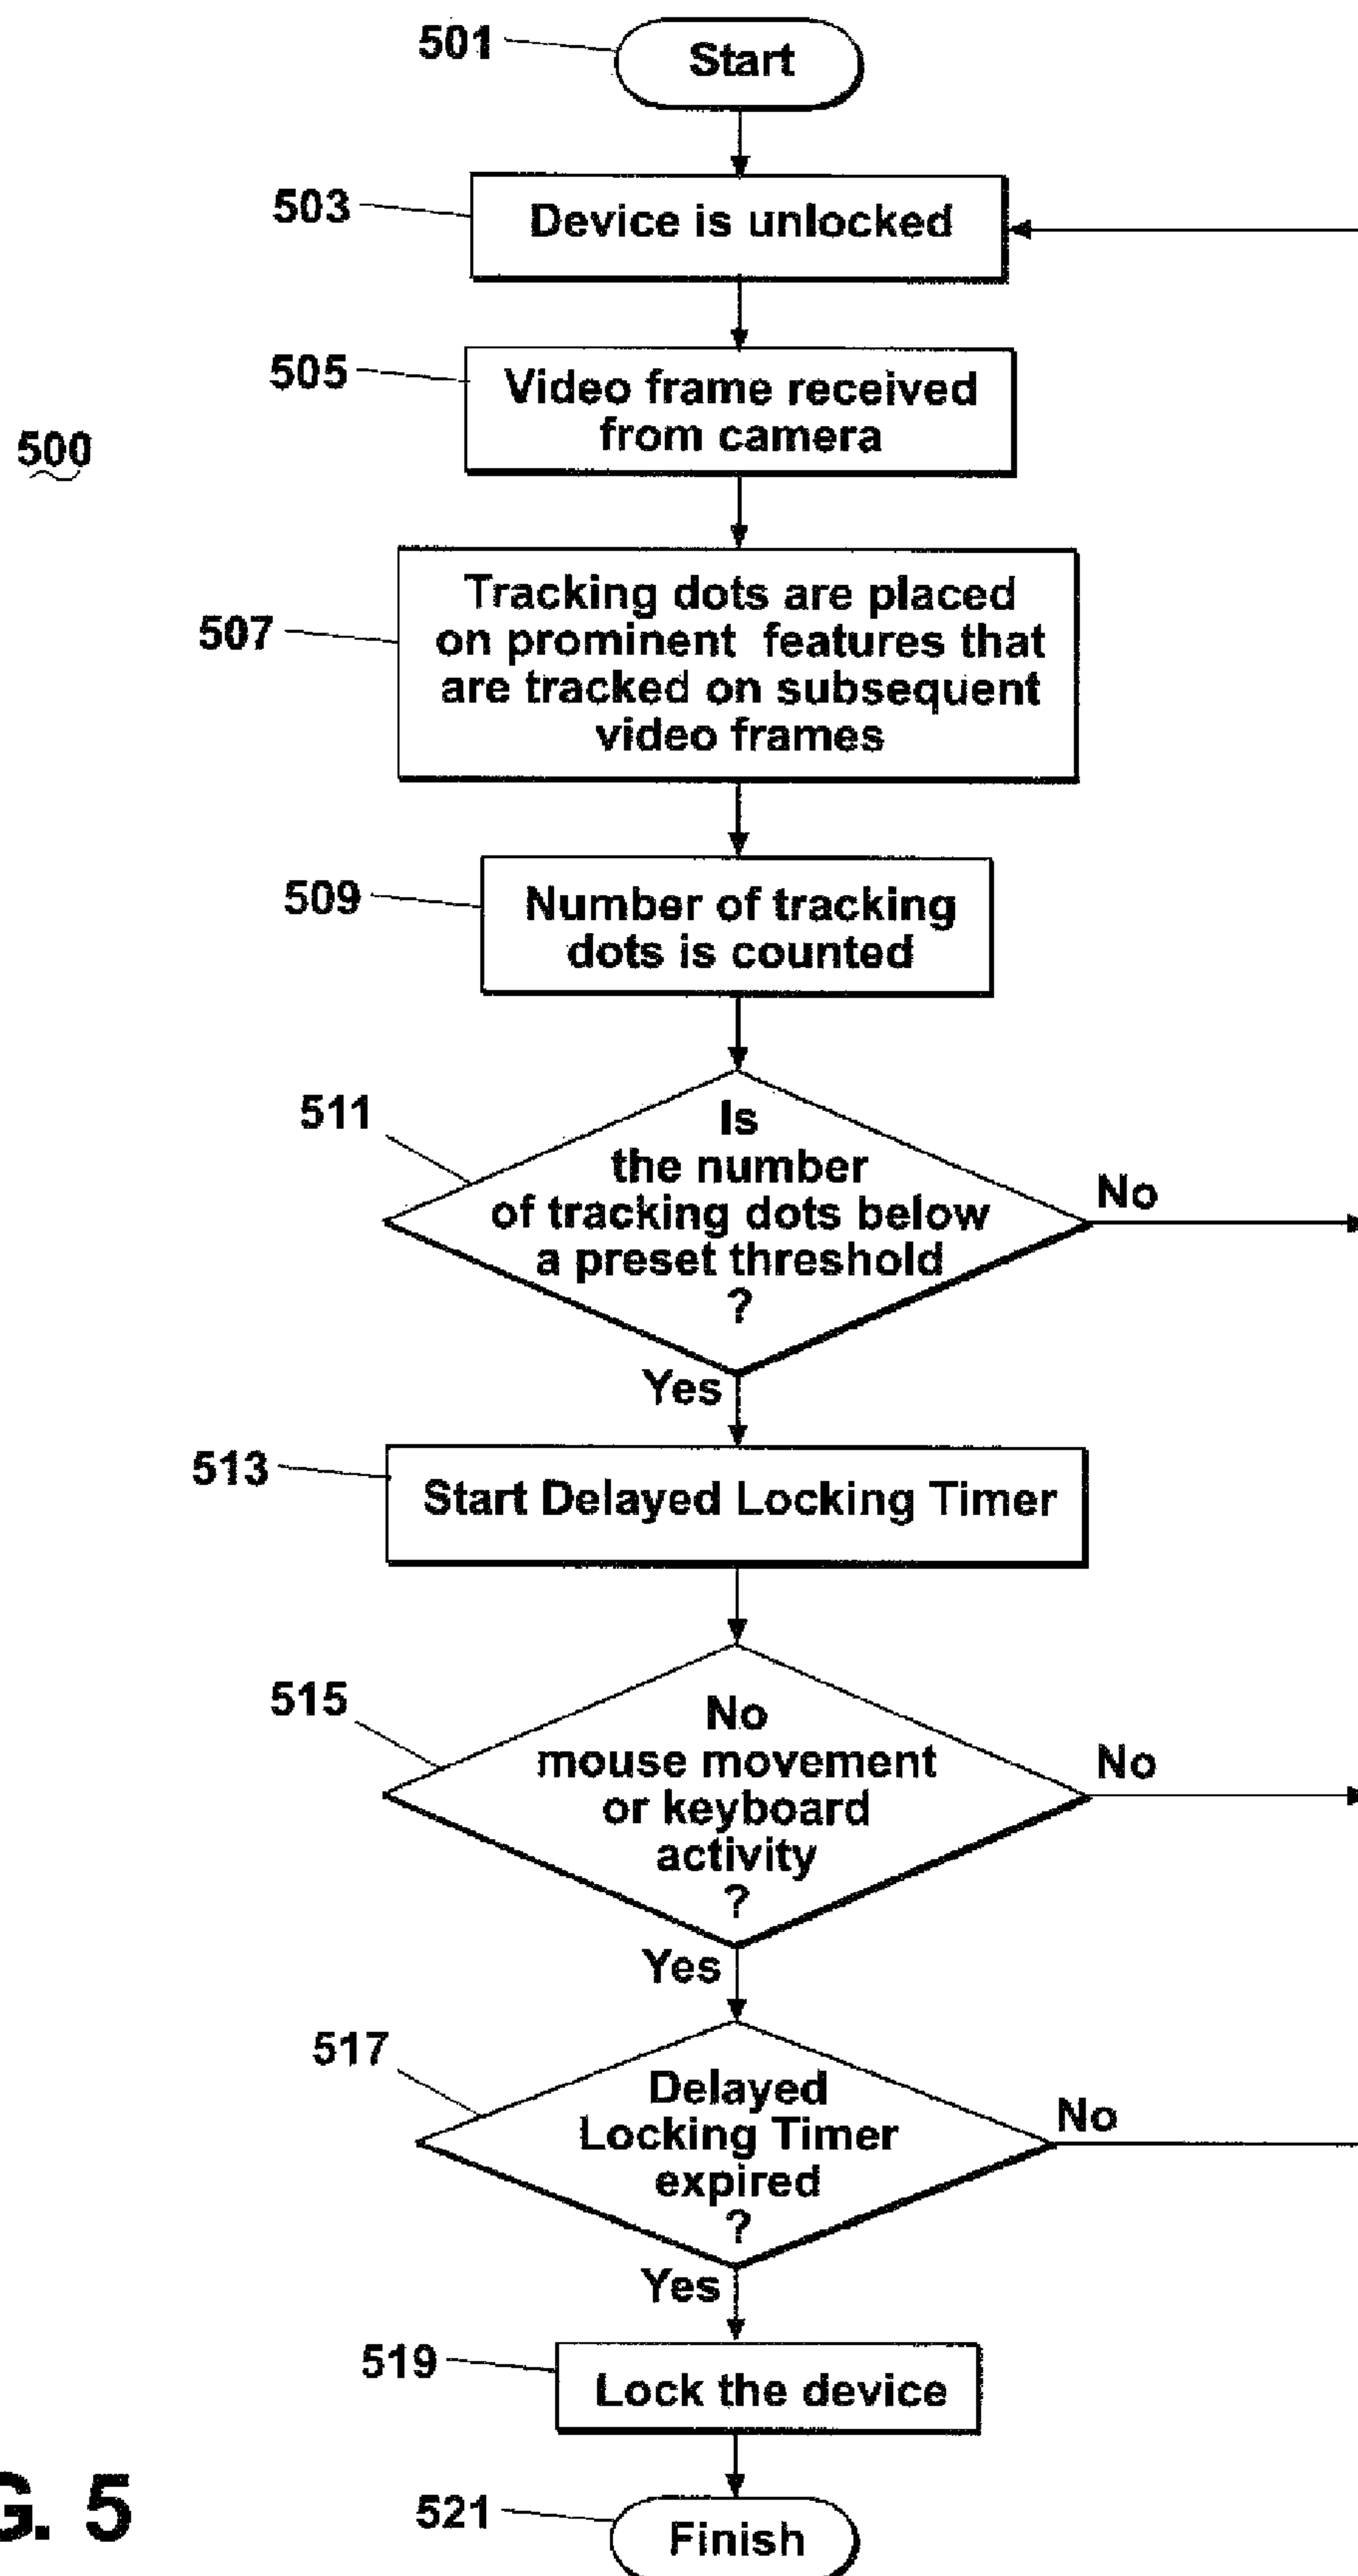 501
Start
503
Device is unlocked
505
Video frame received
from camera
500
507
Tracking dots are placed
on prominent features that
are tracked on subsequent
video frames
509
Number of tracking
dots is counted
511
Is
the number
of tracking dots below
a preset threshold
?
No
Yes
513
Start Delayed Locking Timer
515
No
mouse movement
or keyboard
activity
?
No
Yes
517
Delayed
Locking Timer
expired
?
No
Yes
519
Lock the device
521
Finish
G. 5